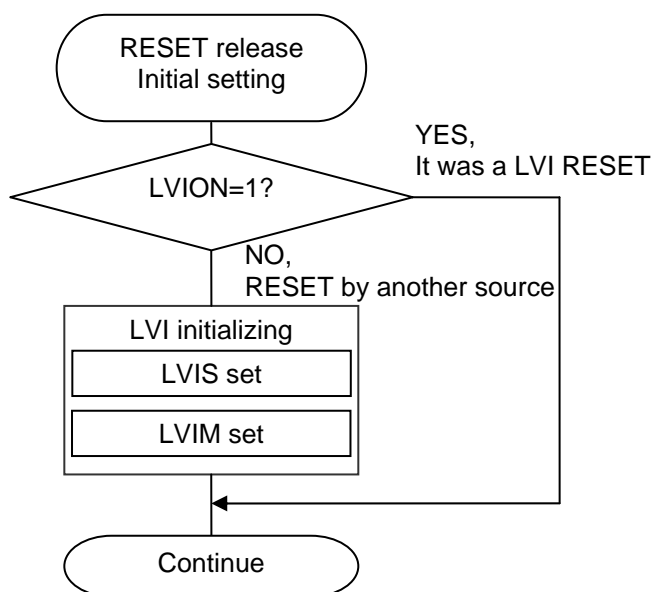 RESET release
Initial setting
YES,
It was a LVI RESET
LVION=1?
NO,
RESET by another source
LVI initializing
LVIS set
LVIM set
Continue